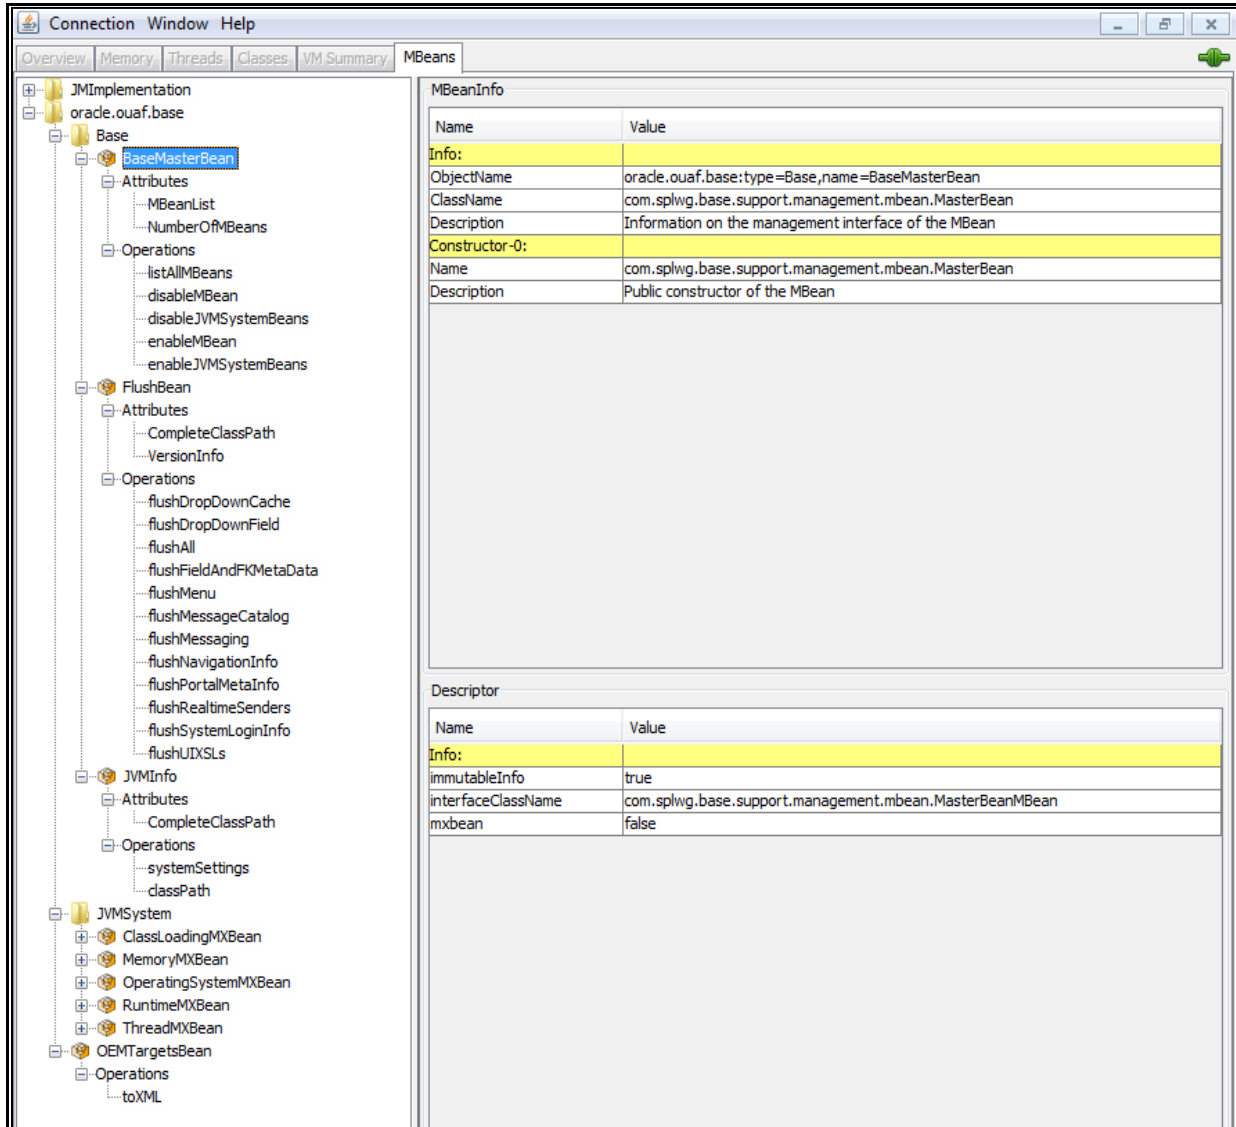 Connection Window Help
Overview Memory Threads Classes VM Summary MBeans
JMImplementation
oracle.ouaf.base
Base
BaseMasterBean
Attributes
MBeanList
NumberOfMBeans
Operations
listAllMBeans
disableMBean
disableJVMSystemBeans
enableMBean
enableJVMSystemBeans
FlushBean
Attributes
CompleteClassPath
VersionInfo
Operations
flushDropDownCache
flushDropDownField
flushAll
flushFieldAndFKMetaData
flushMenu
flushMessageCatalog
flushMessaging
flushNavigationInfo
flushPortalMetaInfo
flushRealtimeSenders
flushSystemLoginInfo
flushUIXSLs
JVMInfo
Attributes
CompleteClassPath
Operations
systemSettings
classPath
JVMSystem
ClassLoadingMXBean
MemoryMXBean
OperatingSystemMXBean
RuntimeMXBean
ThreadMXBean
OEMTargetsBean
Operations
toXML
MBeanInfo
Name Value
Info:
ObjectName oracle.ouaf.base:type=Base,name=BaseMasterBean
ClassName com.splwg.base.support.management.mbean.MasterBean
Description Information on the management interface of the MBean
Constructor-0:
Name com.splwg.base.support.management.mbean.MasterBean
Description Public constructor of the MBean
Descriptor
Name Value
Info:
immutableInfo true
interfaceClassName com.splwg.base.support.management.mbean.MasterBeanMBean
mxbean false